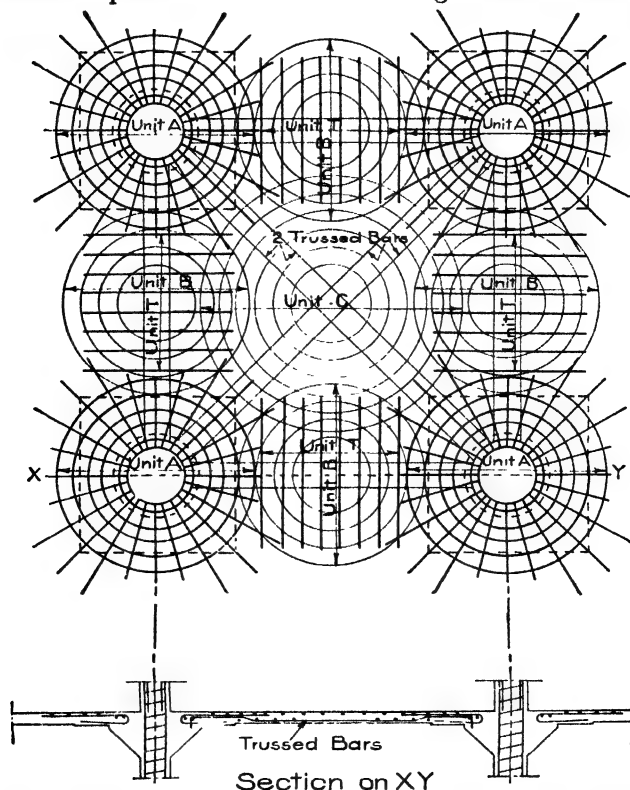 Unit A
Unit A
Unit T
Unit B
2 Trussed Bars
Unit B
Unit T
Unit C
Unit B
Unit T
Unit A
Unit T
Unit B
Unit A
X
Y
Trussed Bars
Section on XY